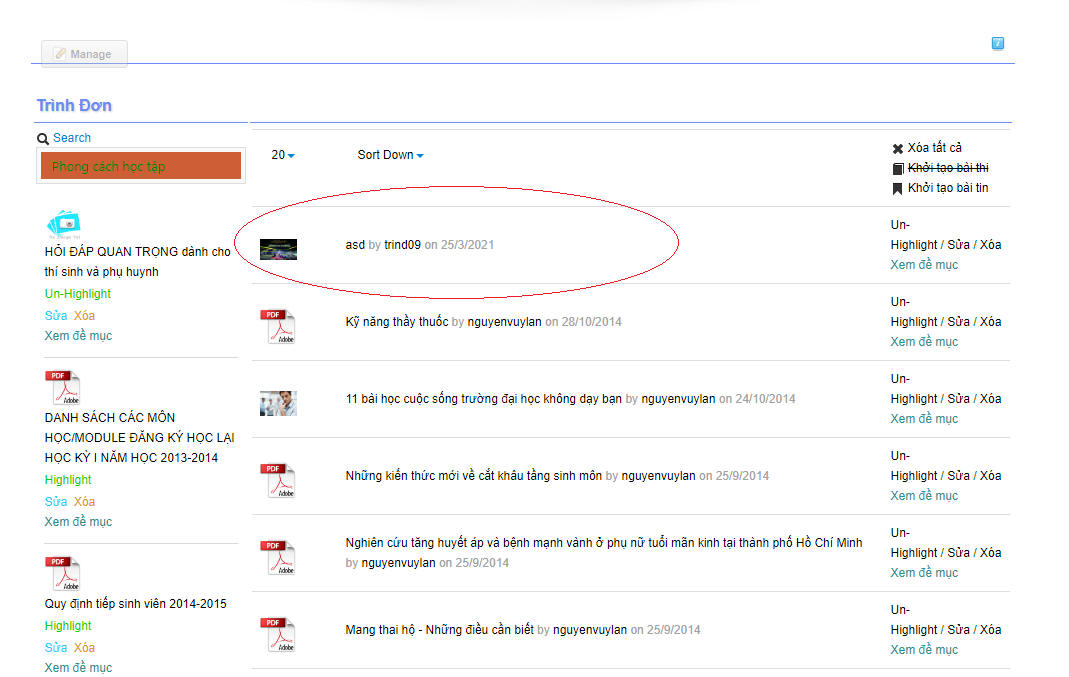 Manage
Trình Đơn
Search
Phong cách học tập
HỎI ĐÁP QUAN TRỌNG dành cho
thí sinh và phụ huynh
Un-Highlight
Sửa Xóa
Xem đề mục
PDF
Adobe
DANH SÁCH CÁC MÔN
HỌC/MODULE ĐĂNG KÝ HỌC LẠI
HỌC KỲ I NĂM HỌC 2013-2014
Highlight
Sửa Xóa
Xem đề mục
PDF
Adobe
Quy định tiếp sinh viên 2014-2015
Highlight
Sửa Xóa
Xem đề mục
20
Sort Down
Xóa tất cả
Khởi tạo bài thi
Khởi tạo bài tin
asd by trind09 on 25/3/2021
Un-
Highlight / Sửa / Xóa
Xem đề mục
PDF
Adobe
Kỹ năng thầy thuốc by nguyenvuylan on 28/10/2014
Un-
Highlight / Sửa / Xóa
Xem đề mục
11 bài học cuộc sống trường đại học không dạy bạn by nguyenvuylan on 24/10/2014
Un-
Highlight / Sửa / Xóa
Xem đề mục
PDF
Adobe
Những kiến thức mới về cắt khâu tầng sinh môn by nguyenvuylan on 25/9/2014
Un-
Highlight / Sửa / Xóa
Xem đề mục
PDF
Adobe
Nghiên cứu tăng huyết áp và bệnh mạnh vành ở phụ nữ tuổi mãn kinh tại thành phố Hồ Chí Minh
by nguyenvuylan on 25/9/2014
Un-
Highlight / Sửa / Xóa
Xem đề mục
PDF
Adobe
Mang thai hộ - Những điều cần biết by nguyenvuylan on 25/9/2014
Un-
Highlight / Sửa / Xóa
Xem đề mục